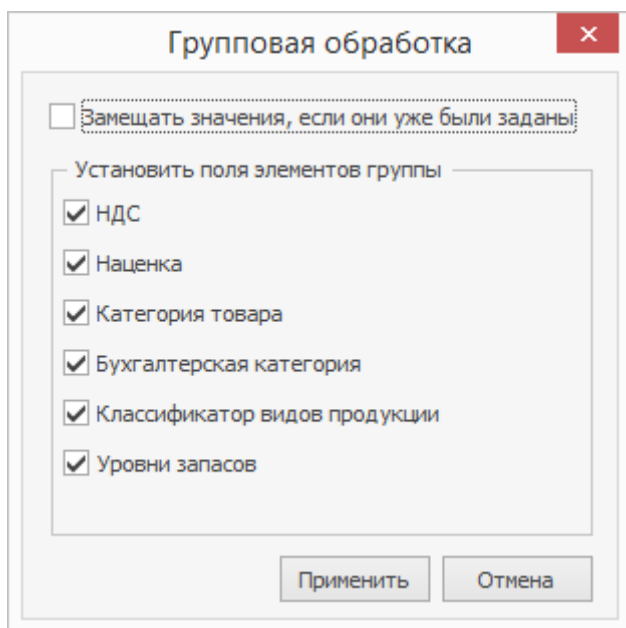 Групповая обработка
Замещать значения, если они уже были заданы
Установить поля элементов группы
НДС
Наценка
Категория товара
Бухгалтерская категория
Классификатор видов продукции
Уровни запасов
Применить
Отмена